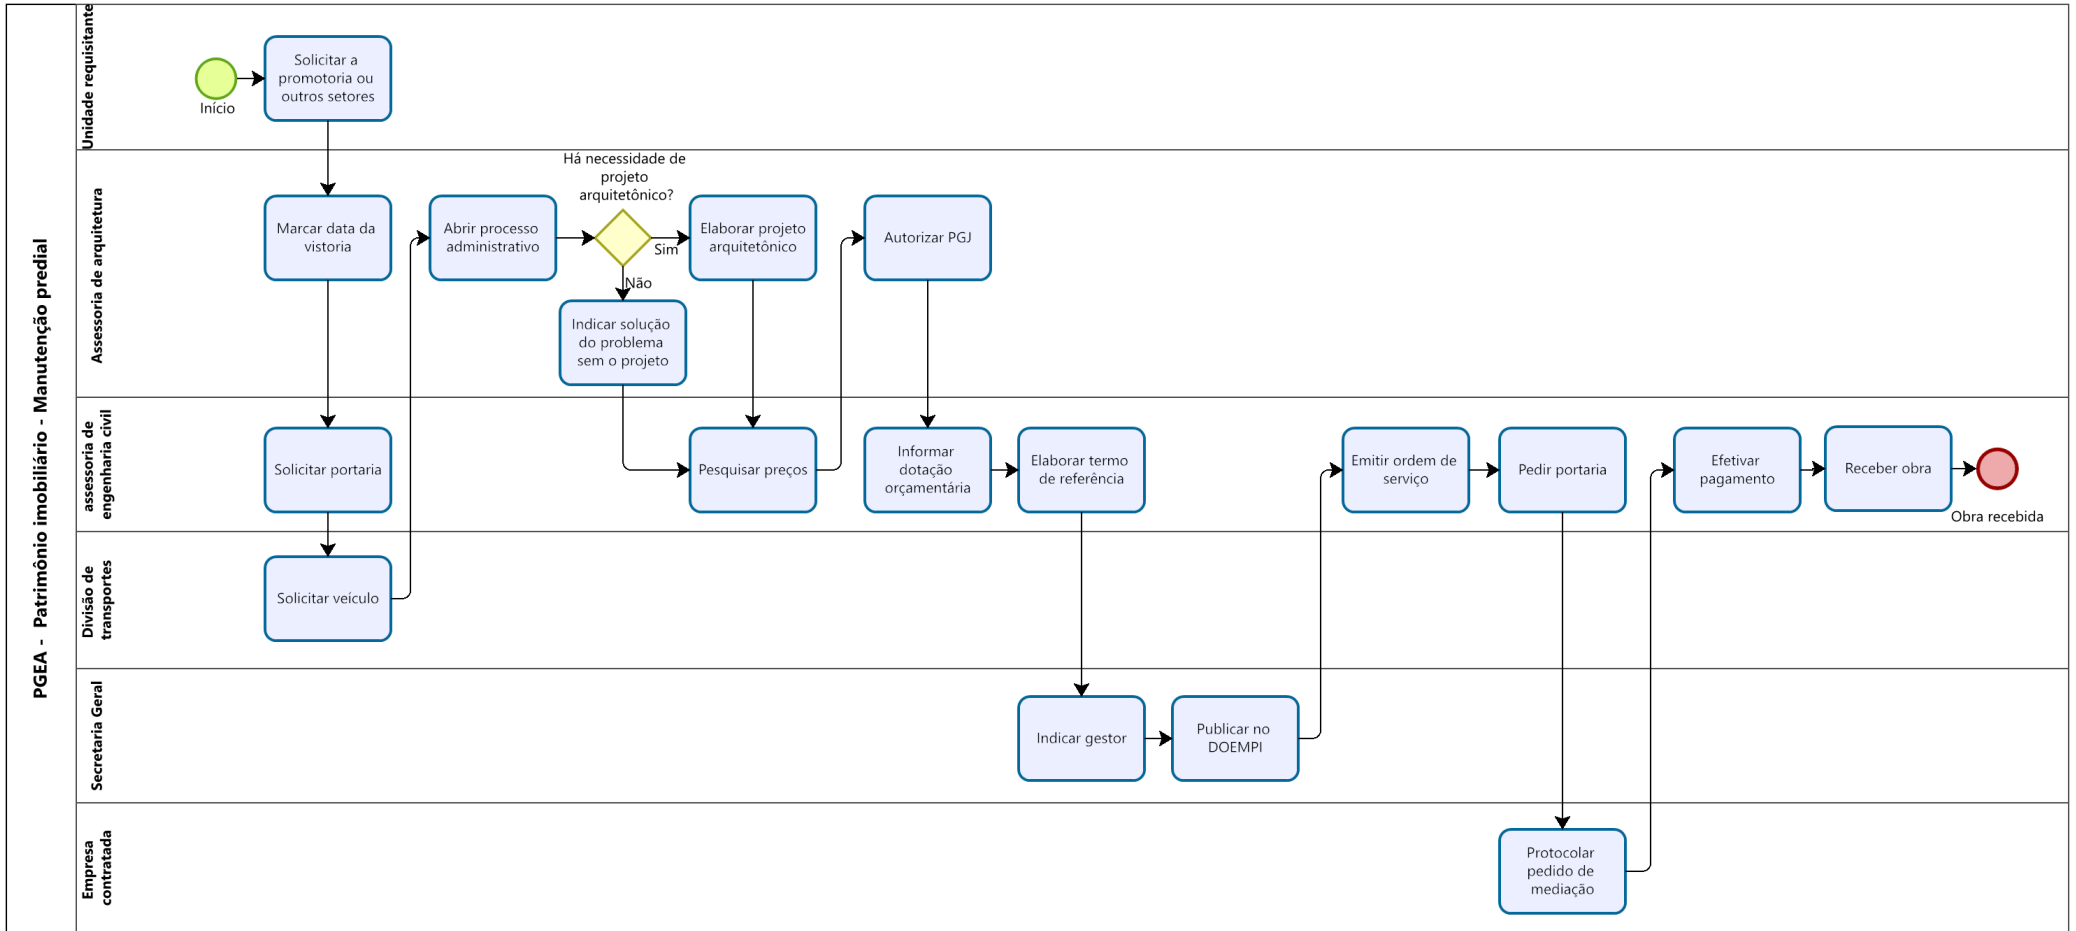 PGEA - Patrimônio imobiliário - Manutenção predial
Unidade requisitante
Início
Solicitar a
promotoria ou
outros setores
Assessoria de arquitetura
Marcar data da
vistoria
Abrir processo
administrativo
Há necessidade de
projeto
arquitetônico?
Sim
Não
Elaborar projeto
arquitetônico
Autorizar PGJ
Indicar solução
do problema
sem o projeto
assessoria de
engenharia civil
Solicitar portaria
Pesquisar preços
Informar
dotação
orçamentária
Elaborar termo
de referência
Emitir ordem de
serviço
Pedir portaria
Efetivar
pagamento
Receber obra
Obra recebida
Divisão de
transportes
Solicitar veículo
Secretaria Geral
Indicar gestor
Publicar no
DOEMPI
Empresa
contratada
Protocolar
pedido de
mediação